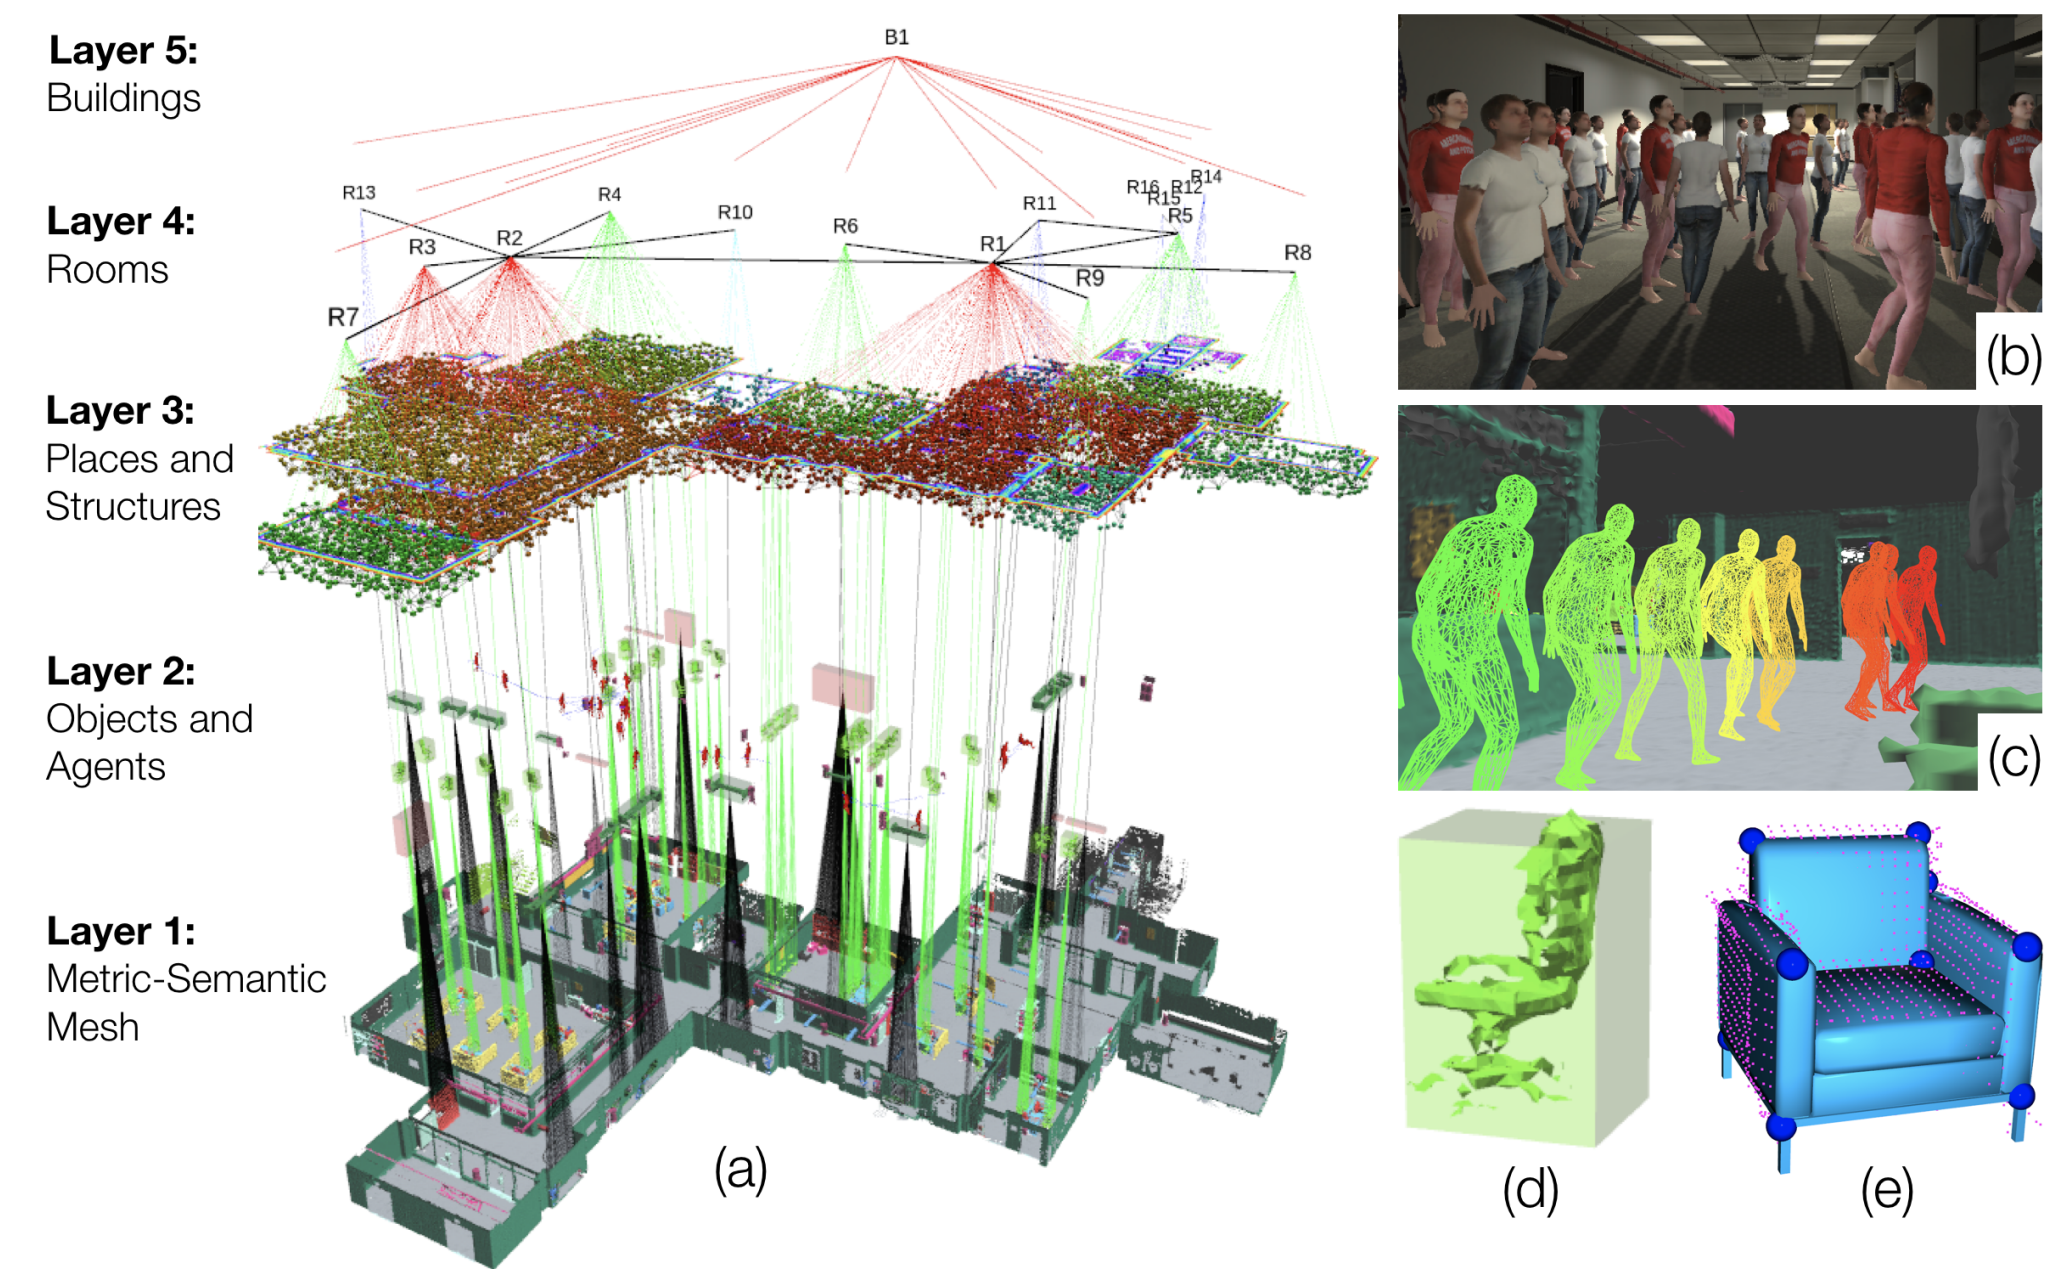 Layer 5:
Buildings
Layer 4:
Rooms
Layer 3:
Places and
Structures
Layer 2:
Objects and
Agents
Layer 1:
Metric-Semantic
Mesh
B1
R13
R4
R10
R3
R2
R7
R6
R1
R11
R9
R16
R12
R14
R15
R5
R8
(a)
(b)
(c)
(d)
(e)